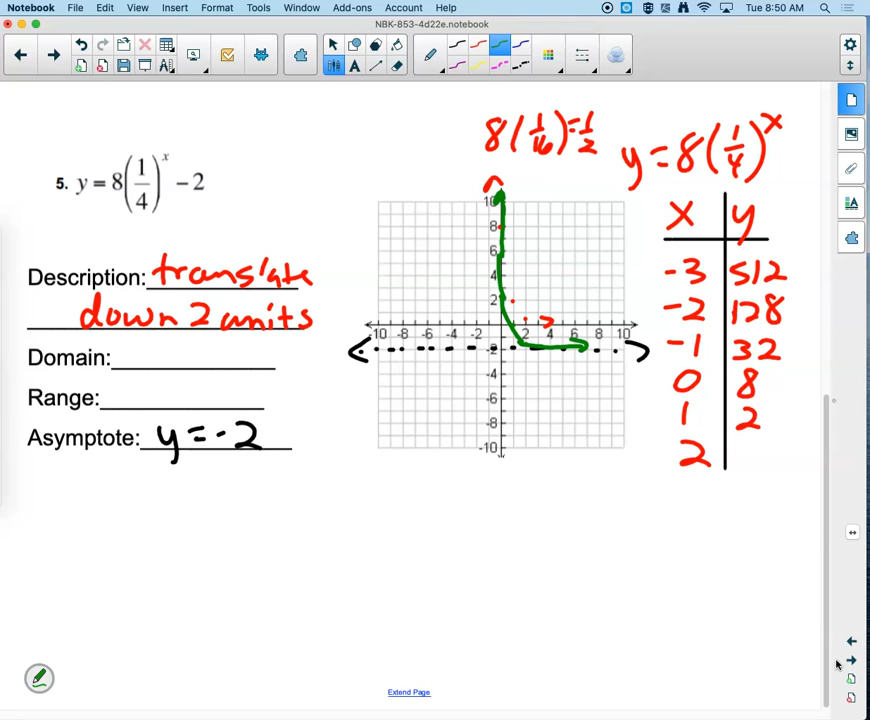 Notebook File Edit View Insert Format Tools Window Add-ons Account Help Tue 8:50 AM
NBK-853-4d22e.notebook
5. y = 8(1/4)^x − 2
Description: translate
down 2 units
Domain:
Range:
Asymptote: y = -2
8(1/16) = 1/2
10
8
6
4
2
-10 -8 -6 -4 -2 2 4 6 8 10
-2
-4
-6
-8
-10
y = 8(1/4)^x
x y
-3 512
-2 128
-1 32
0 8
1 2
2
Extend Page